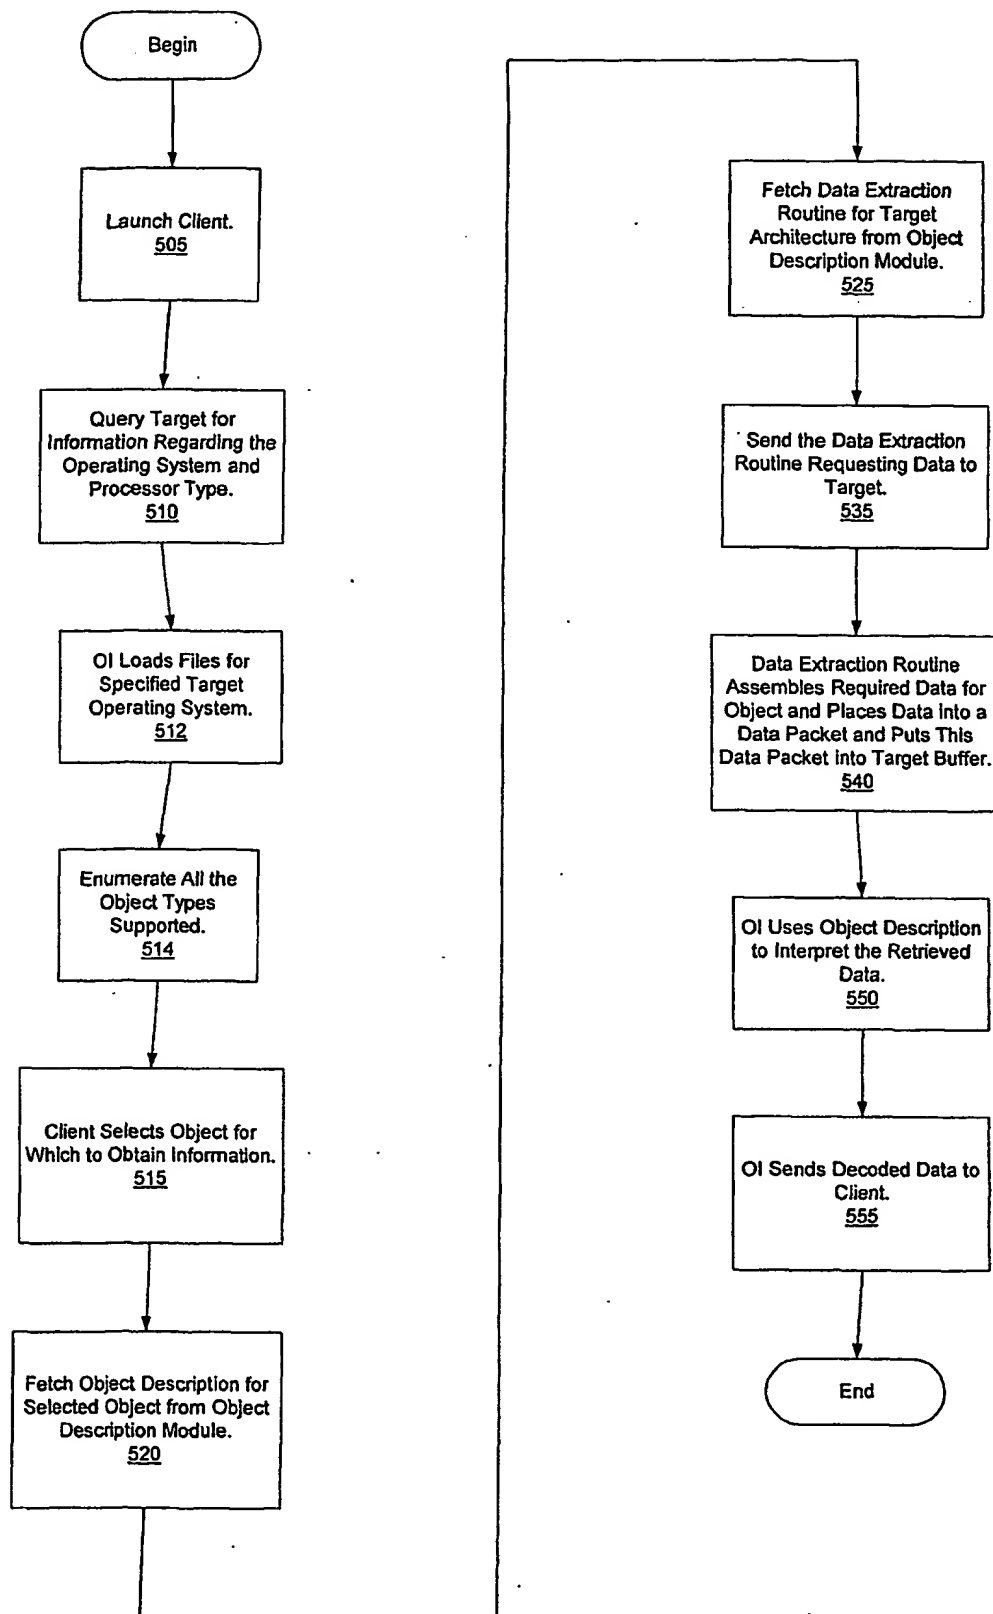 Begin
Launch Client.
505
Query Target for
Information Regarding the
Operating System and
Processor Type.
510
OI Loads Files for
Specified Target
Operating System.
512
Enumerate All the
Object Types
Supported.
514
Client Selects Object for
Which to Obtain Information.
515
Fetch Object Description for
Selected Object from Object
Description Module.
520
Fetch Data Extraction
Routine for Target
Architecture from Object
Description Module.
525
Send the Data Extraction
Routine Requesting Data to
Target.
535
Data Extraction Routine
Assembles Required Data for
Object and Places Data into a
Data Packet and Puts This
Data Packet into Target Buffer.
540
OI Uses Object Description
to Interpret the Retrieved
Data.
550
OI Sends Decoded Data to
Client.
555
End